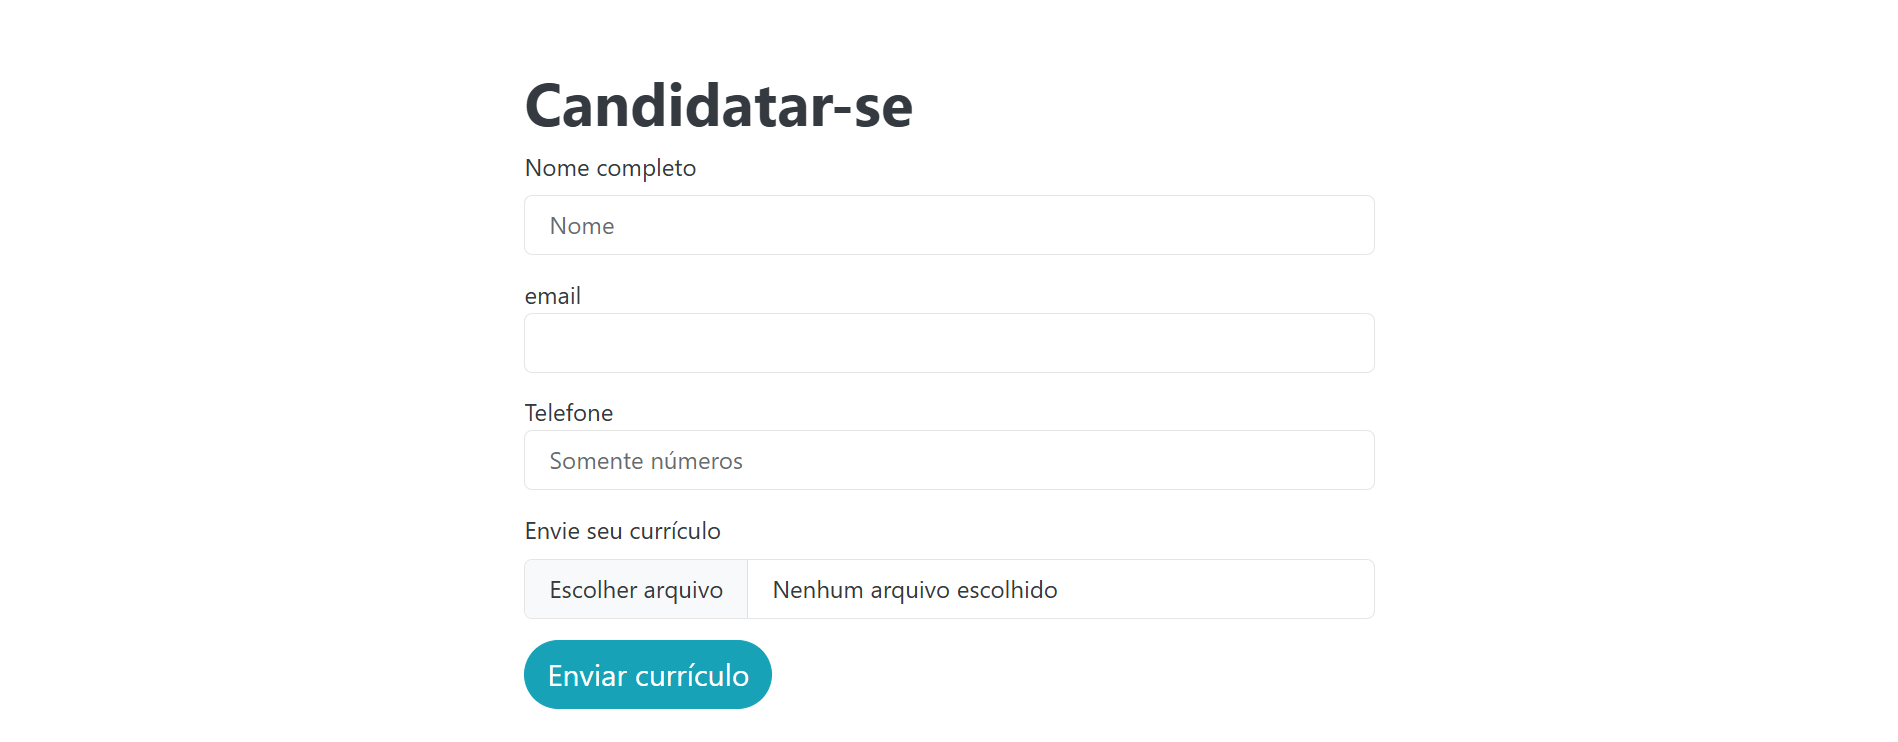 Candidatar-se
Nome completo
Nome
email
Telefone
Somente números
Envie seu currículo
Escolher arquivo Nenhum arquivo escolhido
Enviar currículo